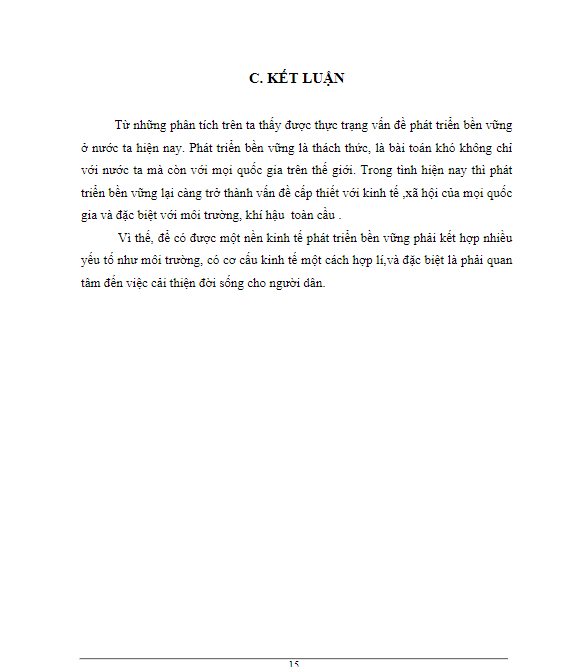 C. KẾT LUẬN
Từ những phân tích trên ta thấy được thực trạng vấn đề phát triển bền vững
ở nước ta hiện nay. Phát triển bền vững là thách thức, là bài toán khó không chỉ
với nước ta mà còn với mọi quốc gia trên thế giới. Trong tình hiện nay thì phát
triển bền vững lại càng trở thành vấn đề cấp thiết với kinh tế ,xã hội của mọi quốc
gia và đặc biệt với môi trường, khí hậu toàn cầu .
Vì thế, để có được một nền kinh tế phát triển bền vững phải kết hợp nhiều
yếu tố như môi trường, có cơ cấu kinh tế một cách hợp lí,và đặc biệt là phải quan
tâm đến việc cải thiện đời sống cho người dân.
15